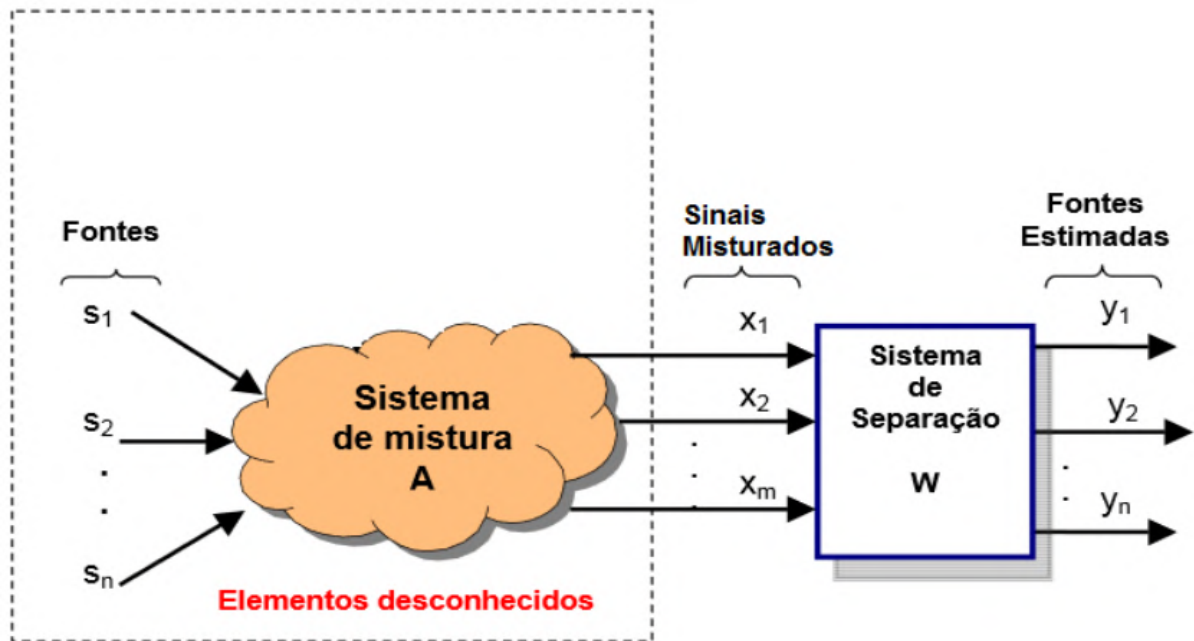 Fontes
s1
s2
.
.
sn
Sistema
de mistura
A
Elementos desconhecidos
Sinais
Misturados
x1
x2
.
.
.
xm
Sistema
de
Separação
W
Fontes
Estimadas
y1
y2
.
.
yn